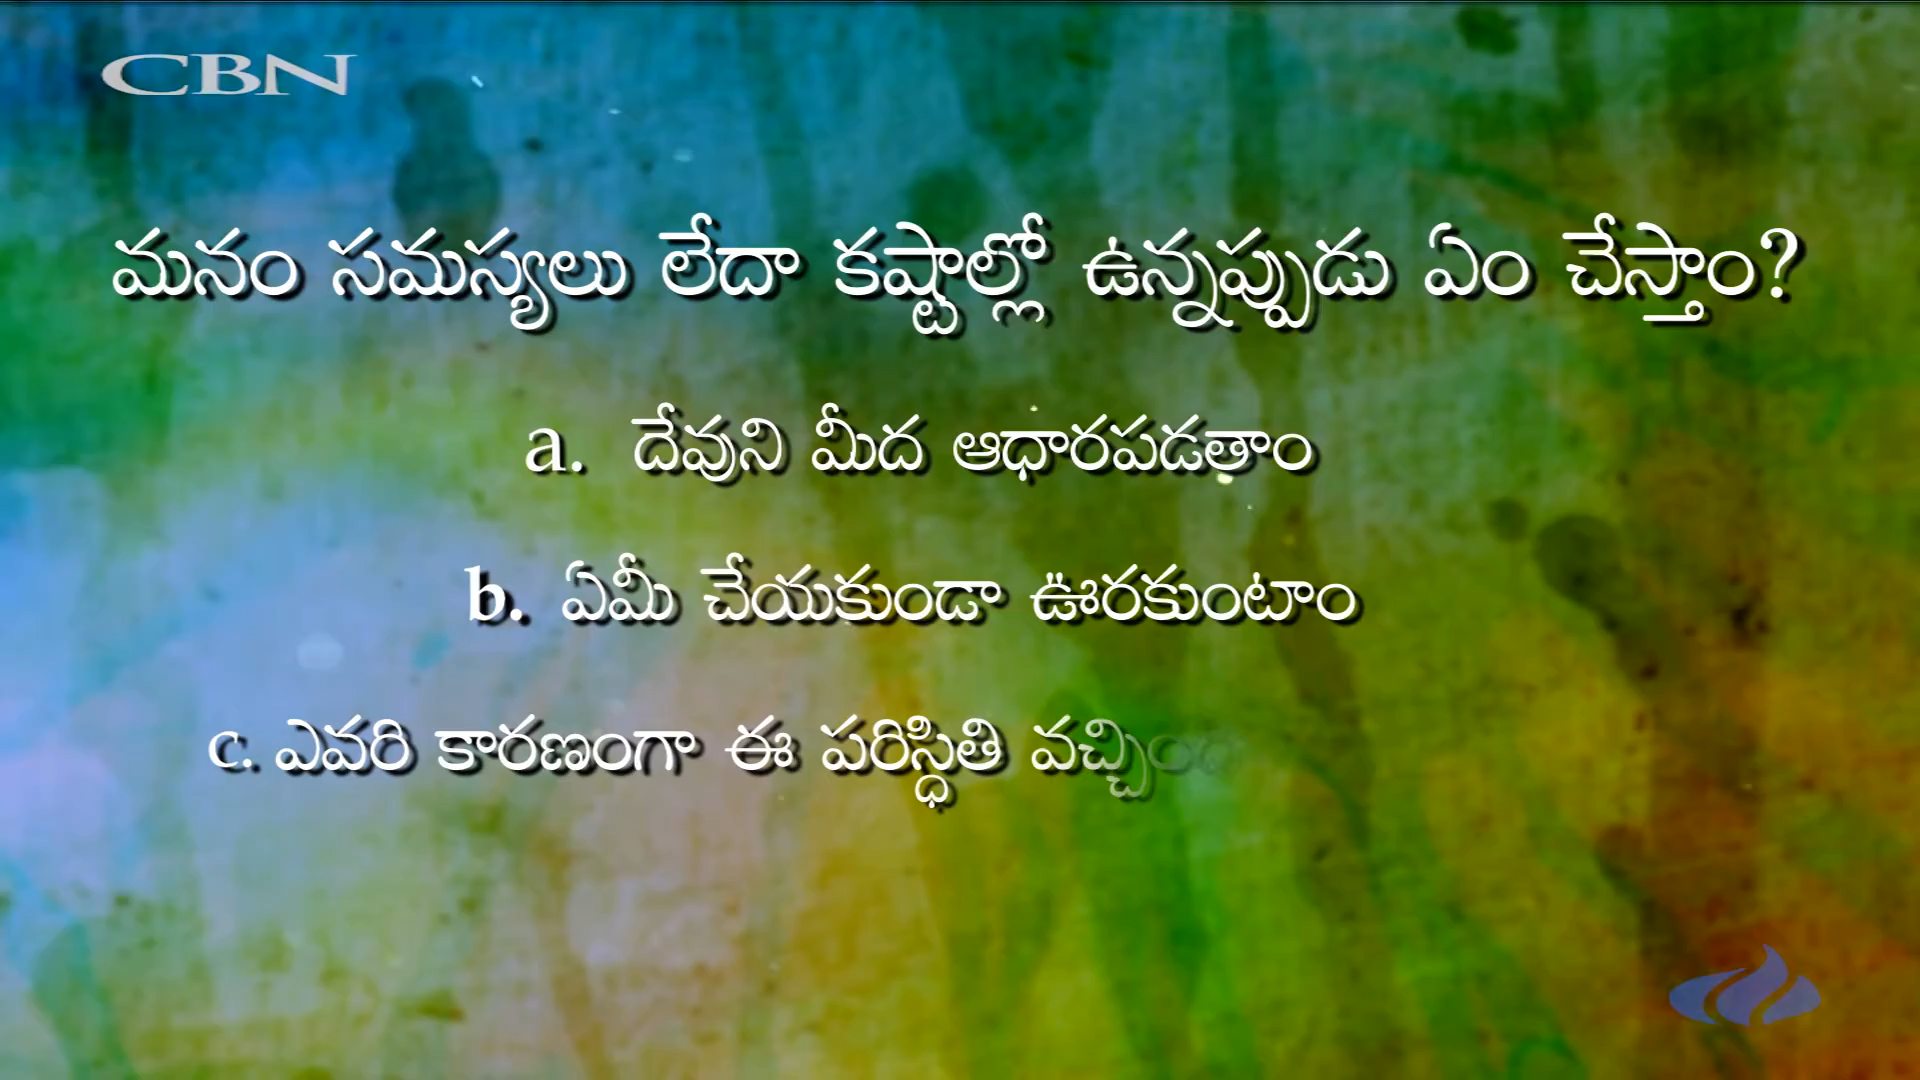 CBN
మనం సమస్యలు లేదా కష్టాల్లో ఉన్నప్పుడు ఏం చేస్తాం?
a. దేవుని మీద ఆధారపడతాం
b. ఏమీ చేయకుండా ఊరకుంటాం
c. ఎవరి కారణంగా ఈ పరిస్ధితి